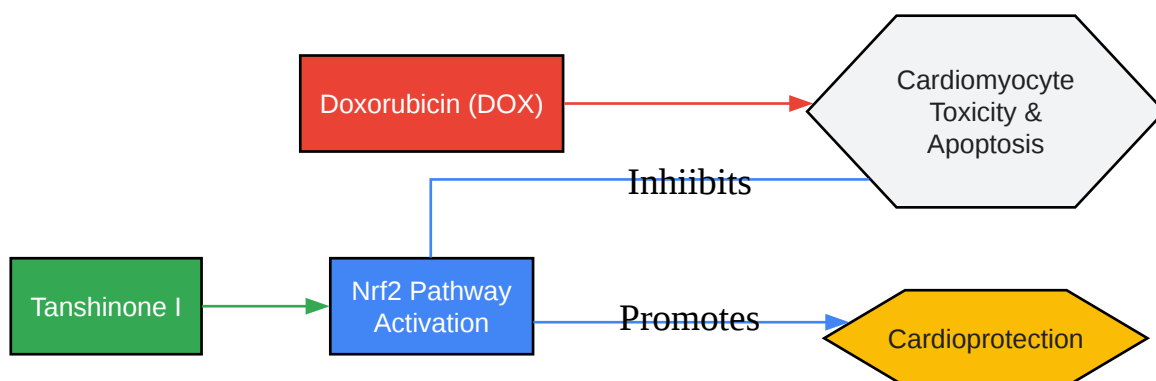 Doxorubicin (DOX)
Cardiomyocyte
Toxicity &
Apoptosis
Inhiibits
Tanshinone I
Nrf2 Pathway
Activation
Promotes
Cardioprotection